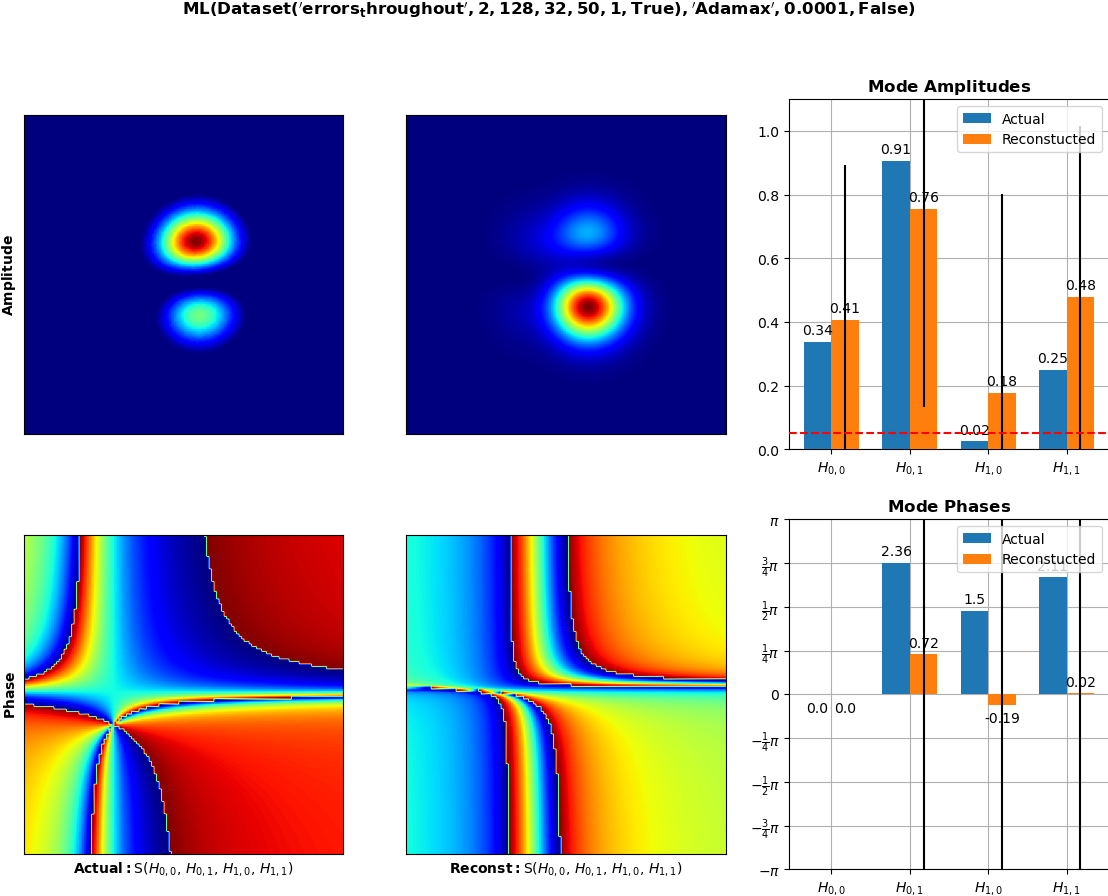 ML(Dataset('errors_throughout', 2, 128, 32, 50, 1, True), 'Adamax', 0.0001, False)
Amplitude
Mode Amplitudes
Actual
Reconstucted
1.0
0.8
0.6
0.4
0.2
0.0
0.34
0.41
0.91
0.76
0.02
0.18
0.25
0.48
H0,0
H0,1
H1,0
H1,1
Phase
Actual: S(H0,0, H0,1, H1,0, H1,1)
Reconst: S(H0,0, H0,1, H1,0, H1,1)
Mode Phases
Actual
Reconstucted
π
3/4π
1/2π
1/4π
0
−1/4π
−1/2π
−3/4π
−π
0.0
0.0
2.36
0.72
1.5
-0.19
2.11
0.02
H0,0
H0,1
H1,0
H1,1